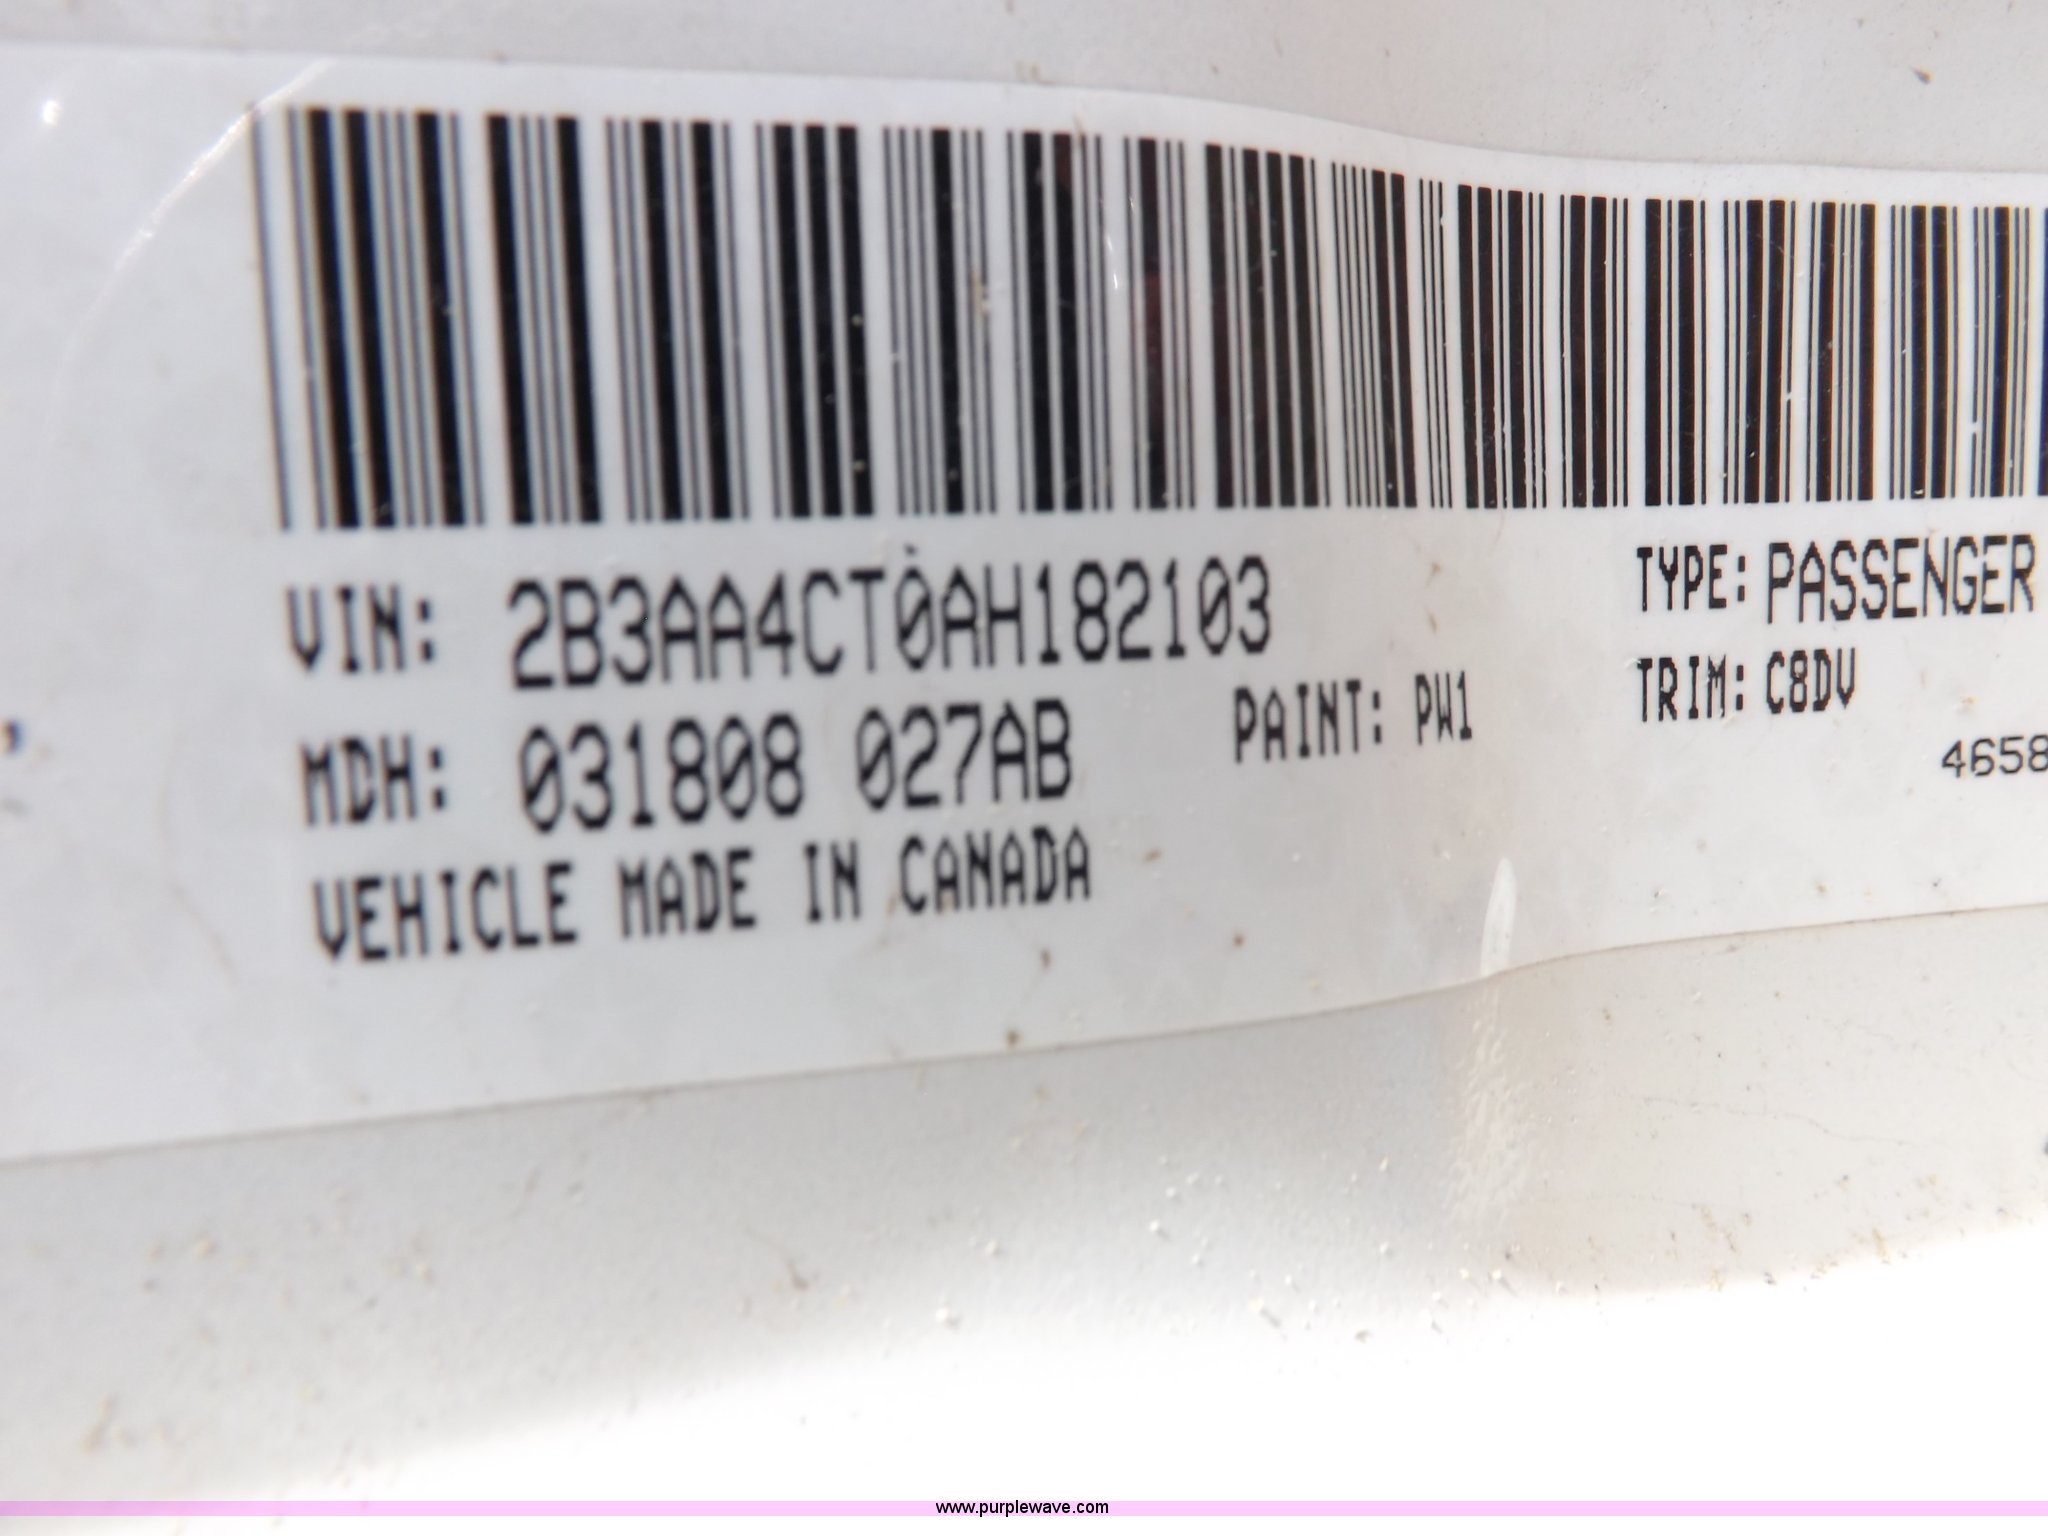 VIN: 2B3AA4CT0AH182103
TYPE: PASSENGER
MDH: 031808 027AB
PAINT: PW1
TRIM: C8DV
4658
VEHICLE MADE IN CANADA
www.purplewave.com